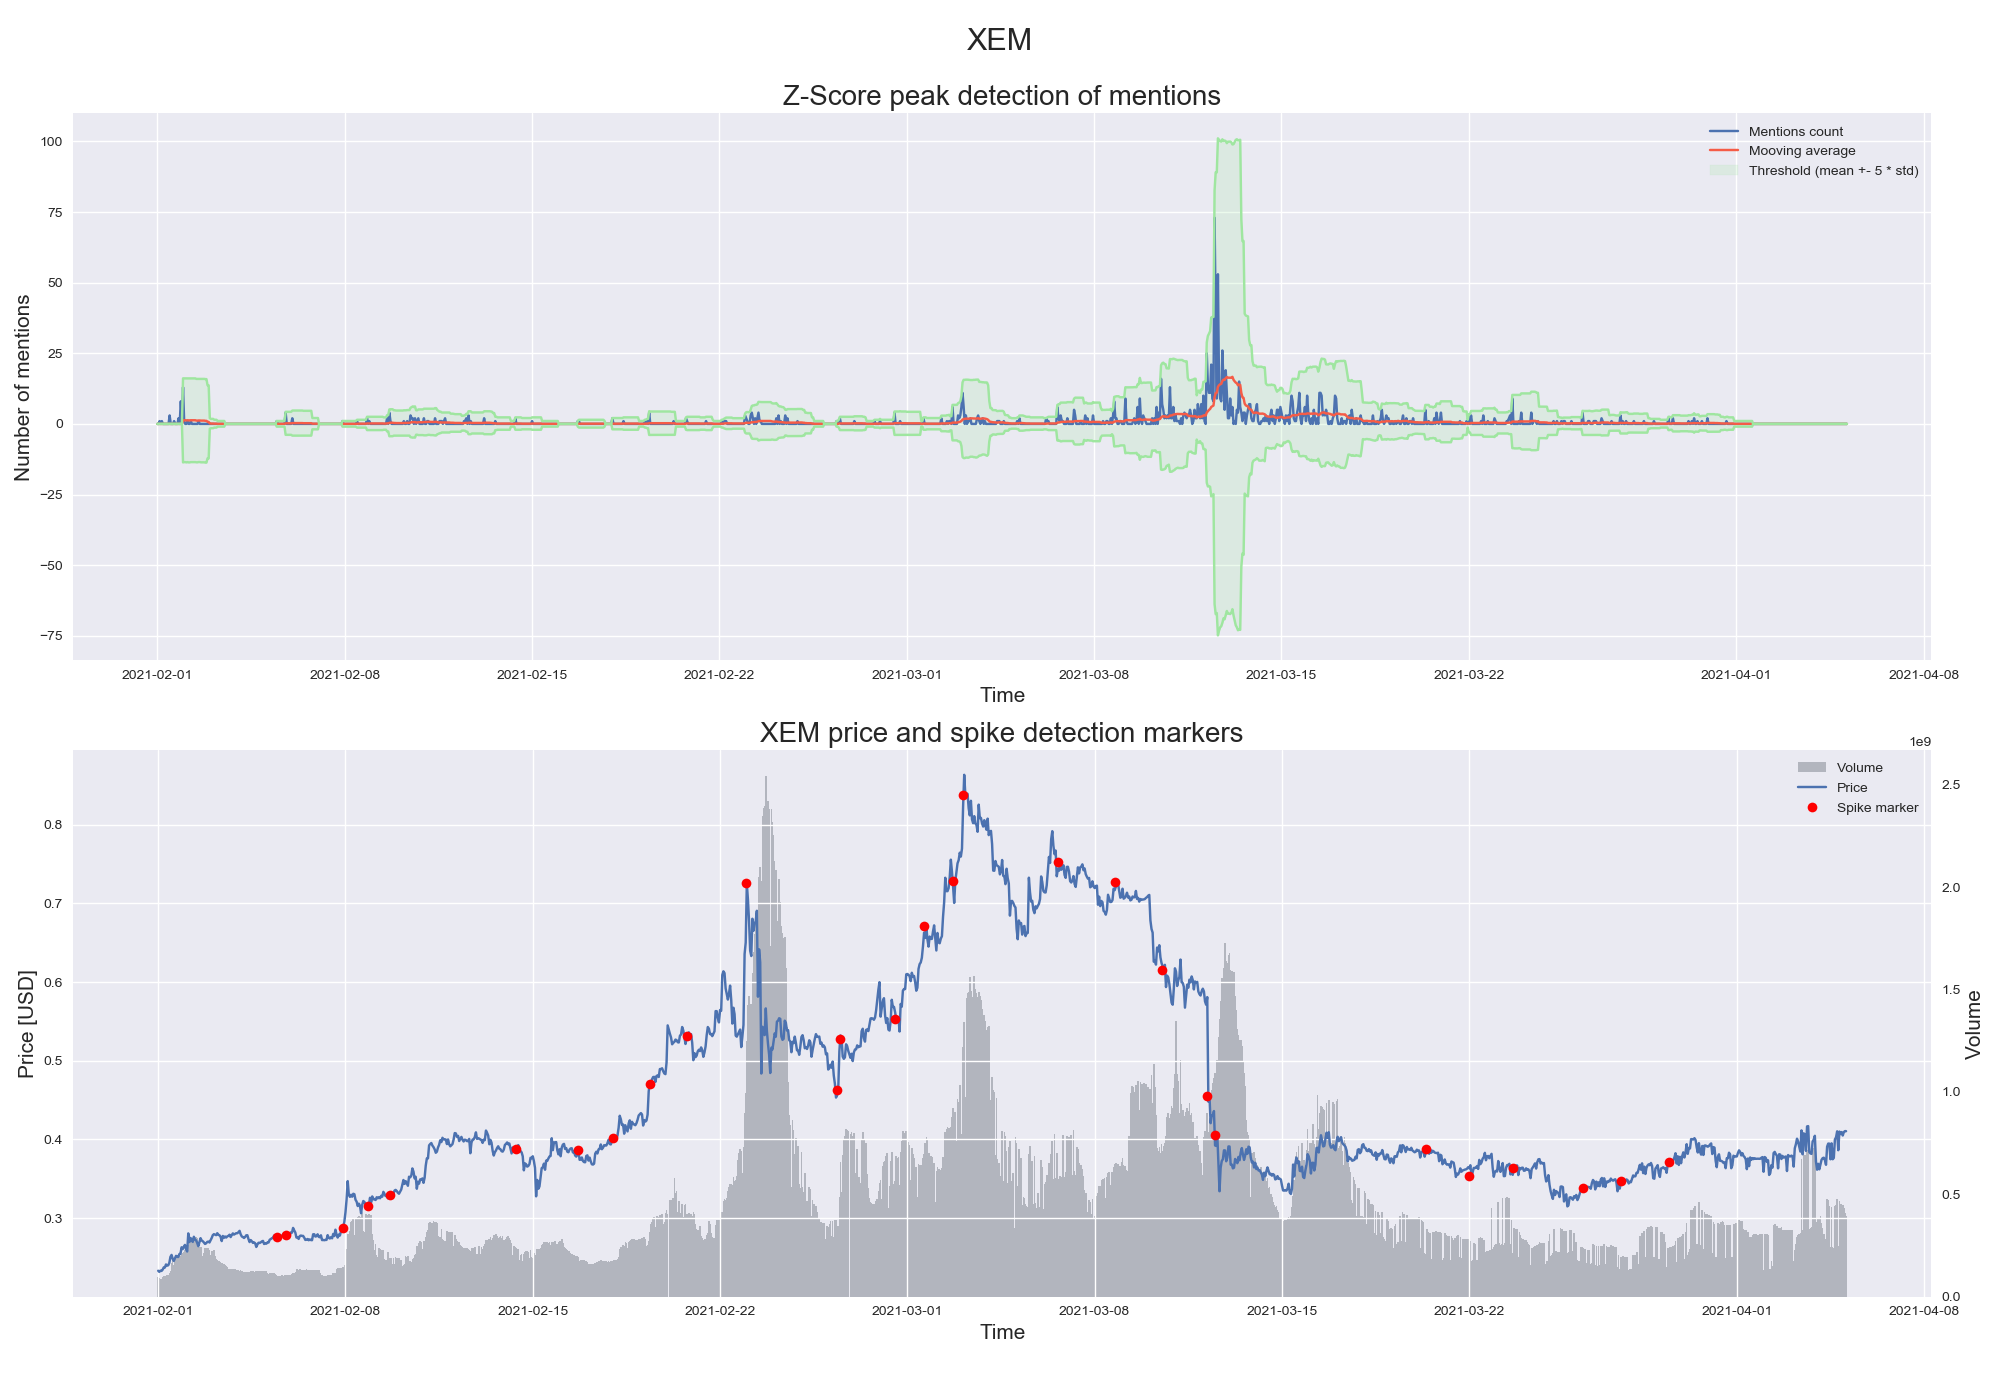 XEM
Z-Score peak detection of mentions
Number of mentions
100
75
50
25
0
−25
−50
−75
Mentions count
Mooving average
Threshold (mean +- 5 * std)
2021-02-01 2021-02-08 2021-02-15 2021-02-22 2021-03-01 2021-03-08 2021-03-15 2021-03-22 2021-04-01 2021-04-08
Time
XEM price and spike detection markers
1e9
Price [USD]
0.8
0.7
0.6
0.5
0.4
0.3
Volume
Price
Spike marker
2.5
2.0
1.5
1.0
0.5
0.0
Volume
2021-02-01 2021-02-08 2021-02-15 2021-02-22 2021-03-01 2021-03-08 2021-03-15 2021-03-22 2021-04-01 2021-04-08
Time